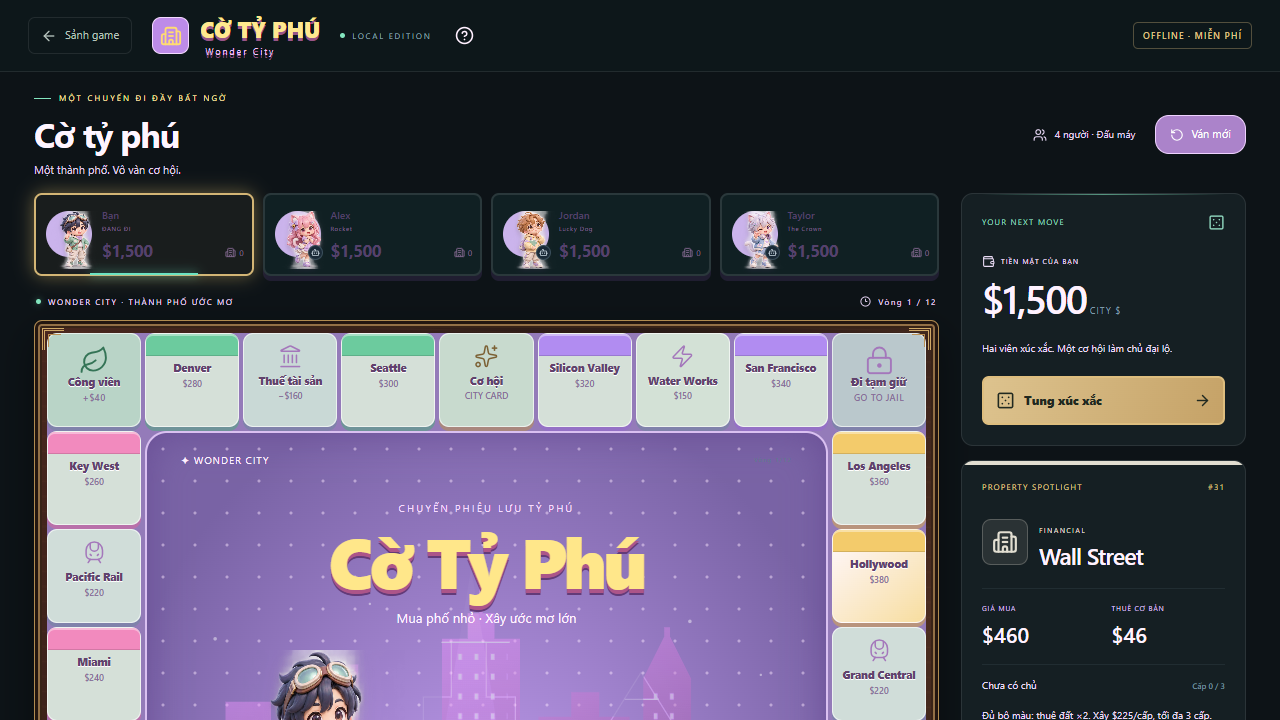 Sảnh game
CỜ TỶ PHÚ
Wonder City
LOCAL EDITION
OFFLINE · MIỄN PHÍ
MỘT CHUYẾN ĐI ĐẦY BẤT NGỜ
Cờ tỷ phú
Một thành phố. Vô vàn cơ hội.
4 người · Đấu máy
Ván mới
Bạn
ĐANG ĐI
$1,500
0
Alex
Rocket
$1,500
0
Jordan
Lucky Dog
$1,500
0
Taylor
The Crown
$1,500
0
WONDER CITY · THÀNH PHỐ ƯỚC MƠ
Vòng 1 / 12
Công viên
+$40
Denver
$280
Thuế tài sản
−$160
Seattle
$300
Cơ hội
CITY CARD
Silicon Valley
$320
Water Works
$150
San Francisco
$340
Đi tạm giữ
GO TO JAIL
Key West
$260
Pacific Rail
$220
Miami
$240
✦ WONDER CITY
CHUYẾN PHIÊU LƯU TỶ PHÚ
Cờ Tỷ Phú
Mua phố nhỏ · Xây ước mơ lớn
Los Angeles
$360
Hollywood
$380
Grand Central
$220
YOUR NEXT MOVE
TIỀN MẶT CỦA BẠN
$1,500 CITY $
Hai viên xúc xắc. Một cơ hội làm chủ đại lộ.
Tung xúc xắc
PROPERTY SPOTLIGHT
#31
FINANCIAL
Wall Street
GIÁ MUA
$460
THUÊ CƠ BẢN
$46
Chưa có chủ
Cấp 0 / 3
Đủ bộ màu: thuê đất ×2. Xây $225/cấp, tối đa 3 cấp.